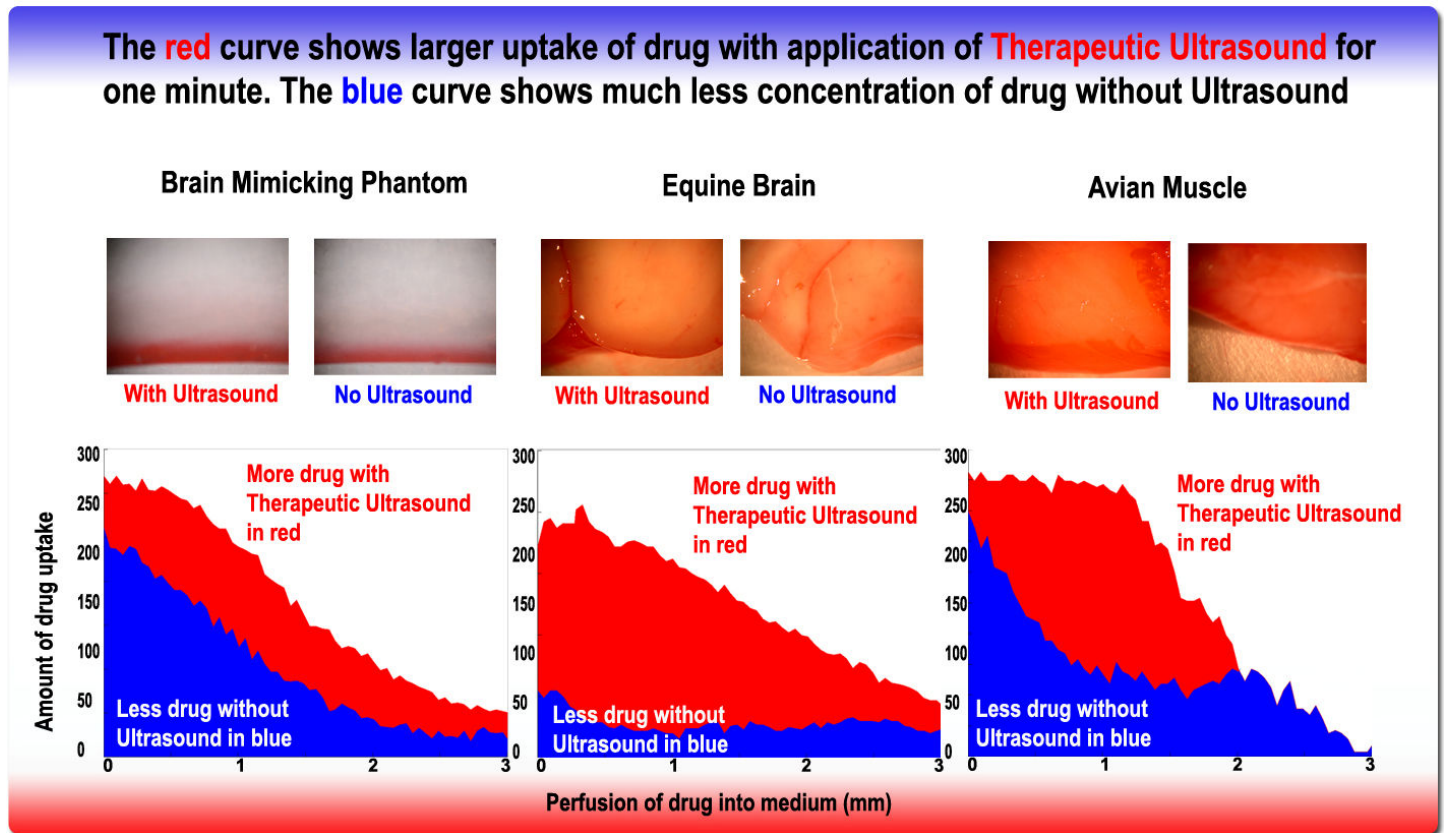 The red curve shows larger uptake of drug with application of Therapeutic Ultrasound for
one minute. The blue curve shows much less concentration of drug without Ultrasound
Brain Mimicking Phantom
Equine Brain
Avian Muscle
With Ultrasound
No Ultrasound
With Ultrasound
No Ultrasound
With Ultrasound
No Ultrasound
Amount of drug uptake
300
250
200
150
100
50
0
More drug with
Therapeutic Ultrasound
in red
Less drug without
Ultrasound in blue
0 1 2 3
300
250
200
150
100
50
0
More drug with
Therapeutic Ultrasound
in red
Less drug without
Ultrasound in blue
0 1 2 3
300
250
200
150
100
50
0
More drug with
Therapeutic Ultrasound
in red
Less drug without
Ultrasound in blue
0 1 2 3
Perfusion of drug into medium (mm)